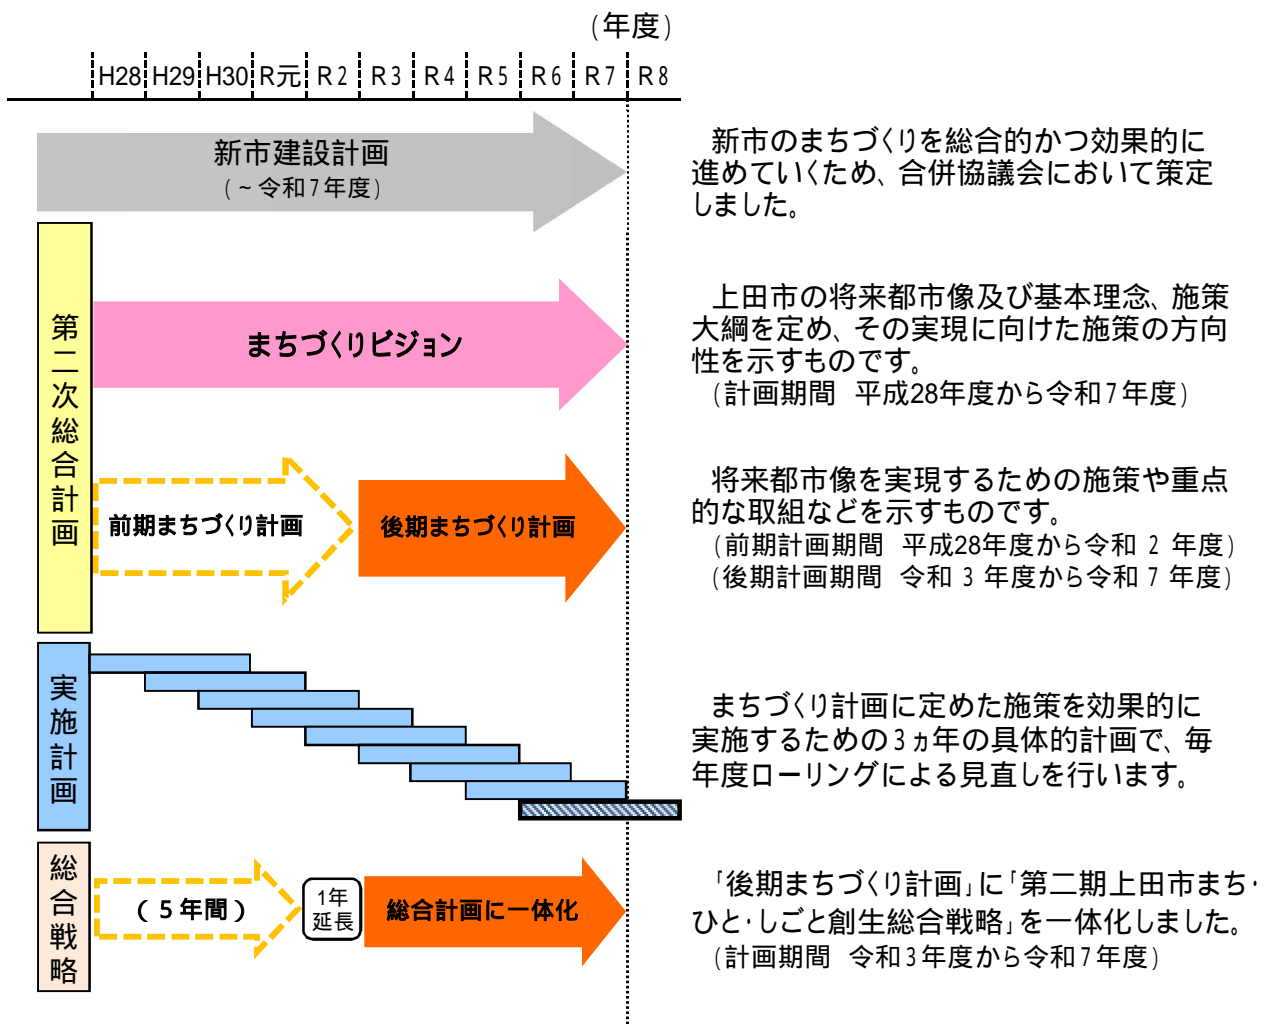 (年度)
H28 H29 H30 R元 R2 R3 R4 R5 R6 R7 R8
新市建設計画
(~令和7年度)
新市のまちづくりを総合的かつ効果的に
進めていくため、合併協議会において策定
しました。
第二次総合計画
まちづくりビジョン
上田市の将来都市像及び基本理念、施策
大綱を定め、その実現に向けた施策の方向
性を示すものです。
(計画期間 平成28年度から令和7年度)
前期まちづくり計画
後期まちづくり計画
将来都市像を実現するための施策や重点
的な取組などを示すものです。
(前期計画期間 平成28年度から令和 2 年度)
(後期計画期間 令和 3 年度から令和 7 年度)
実施計画
まちづくり計画に定めた施策を効果的に
実施するための3ヵ年の具体的計画で、毎
年度ローリングによる見直しを行います。
総合戦略
(5年間)
1年
延長
総合計画に一体化
「後期まちづくり計画」に「第二期上田市まち・
ひと・しごと創生総合戦略」を一体化しました。
(計画期間 令和3年度から令和7年度)